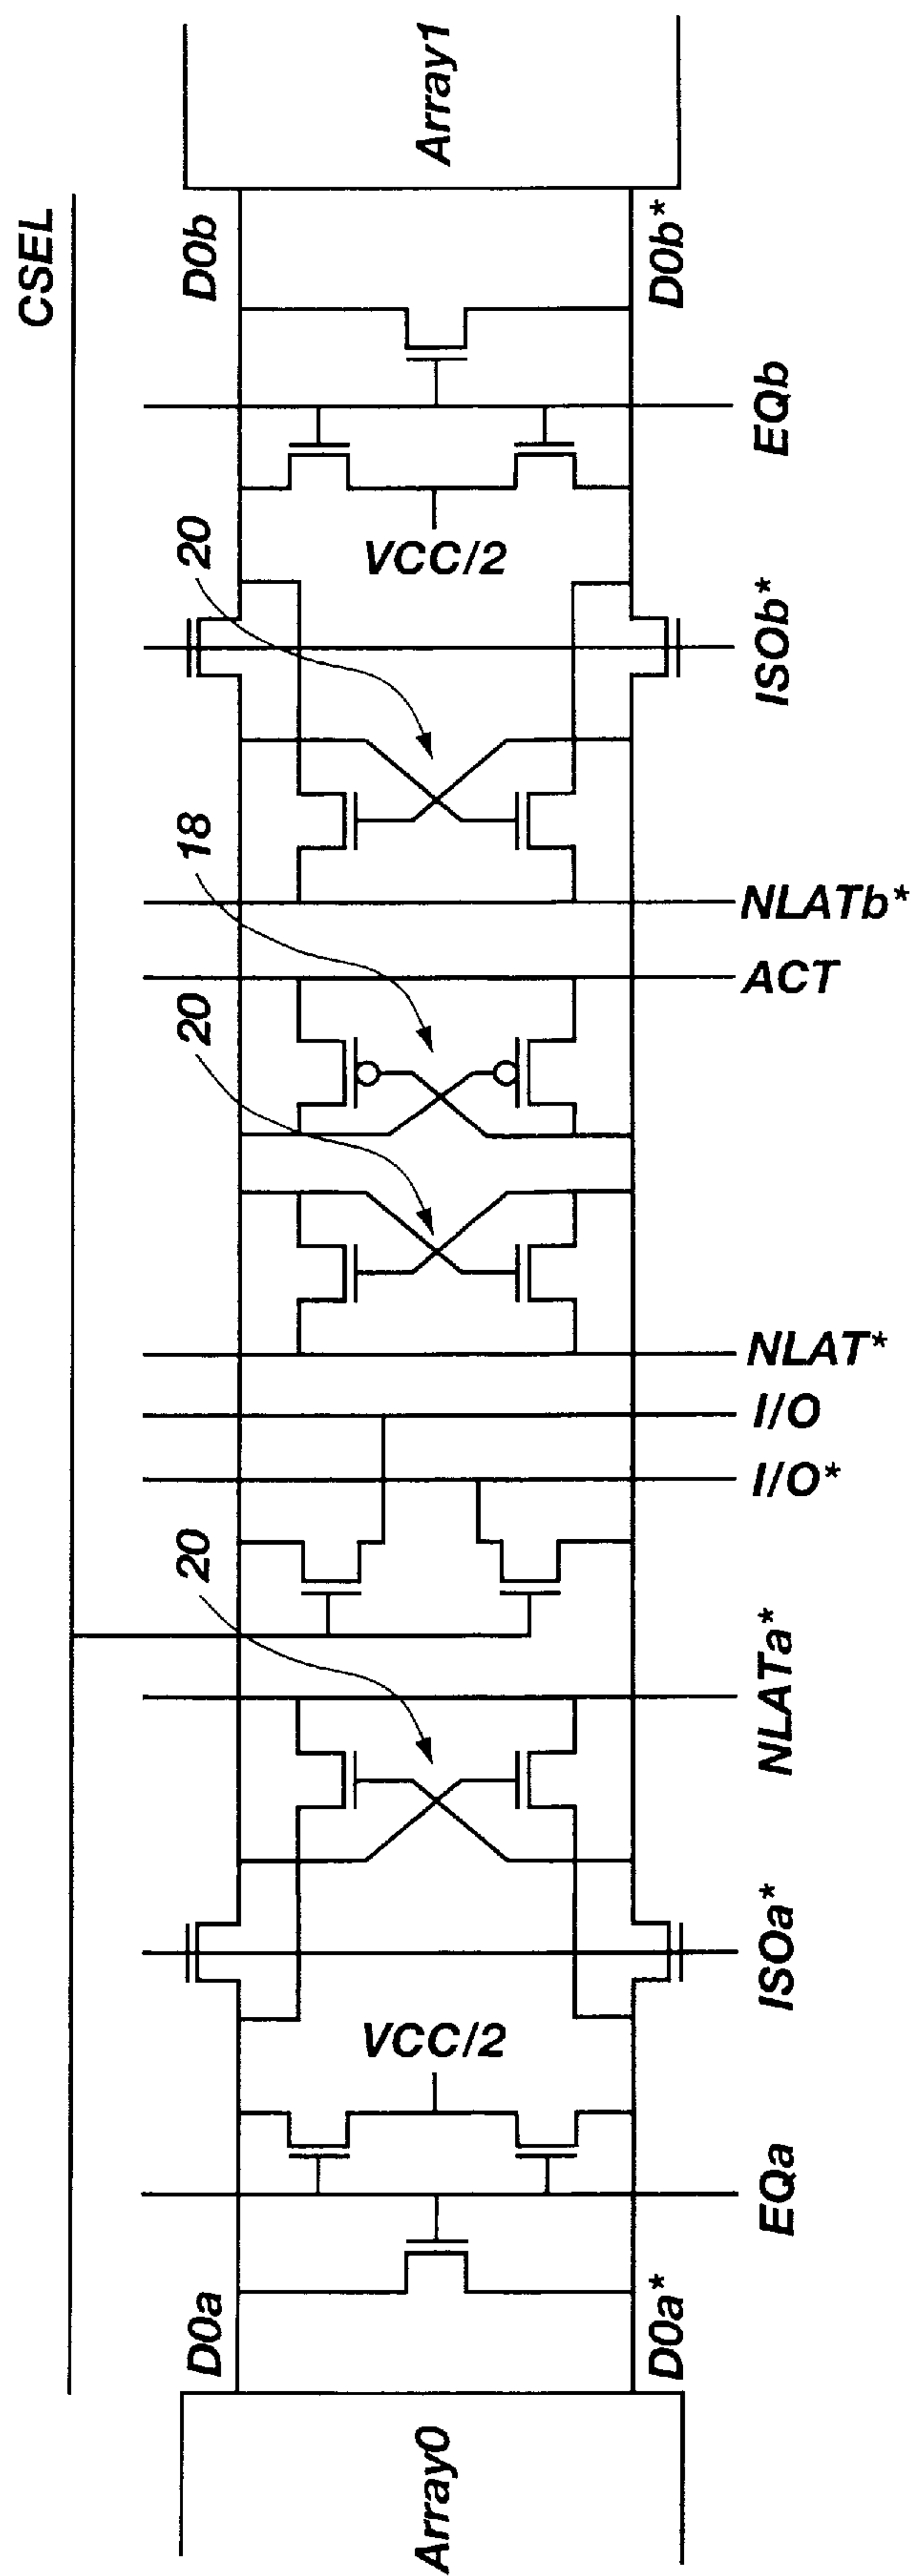 CSEL
Array0
D0a
D0a*
EQa
VCC/2
ISOa*
20
NLATa*
I/O*
I/O
NLAT*
20
18
ACT
NLATb*
20
ISOb*
VCC/2
EQb
D0b
D0b*
Array1